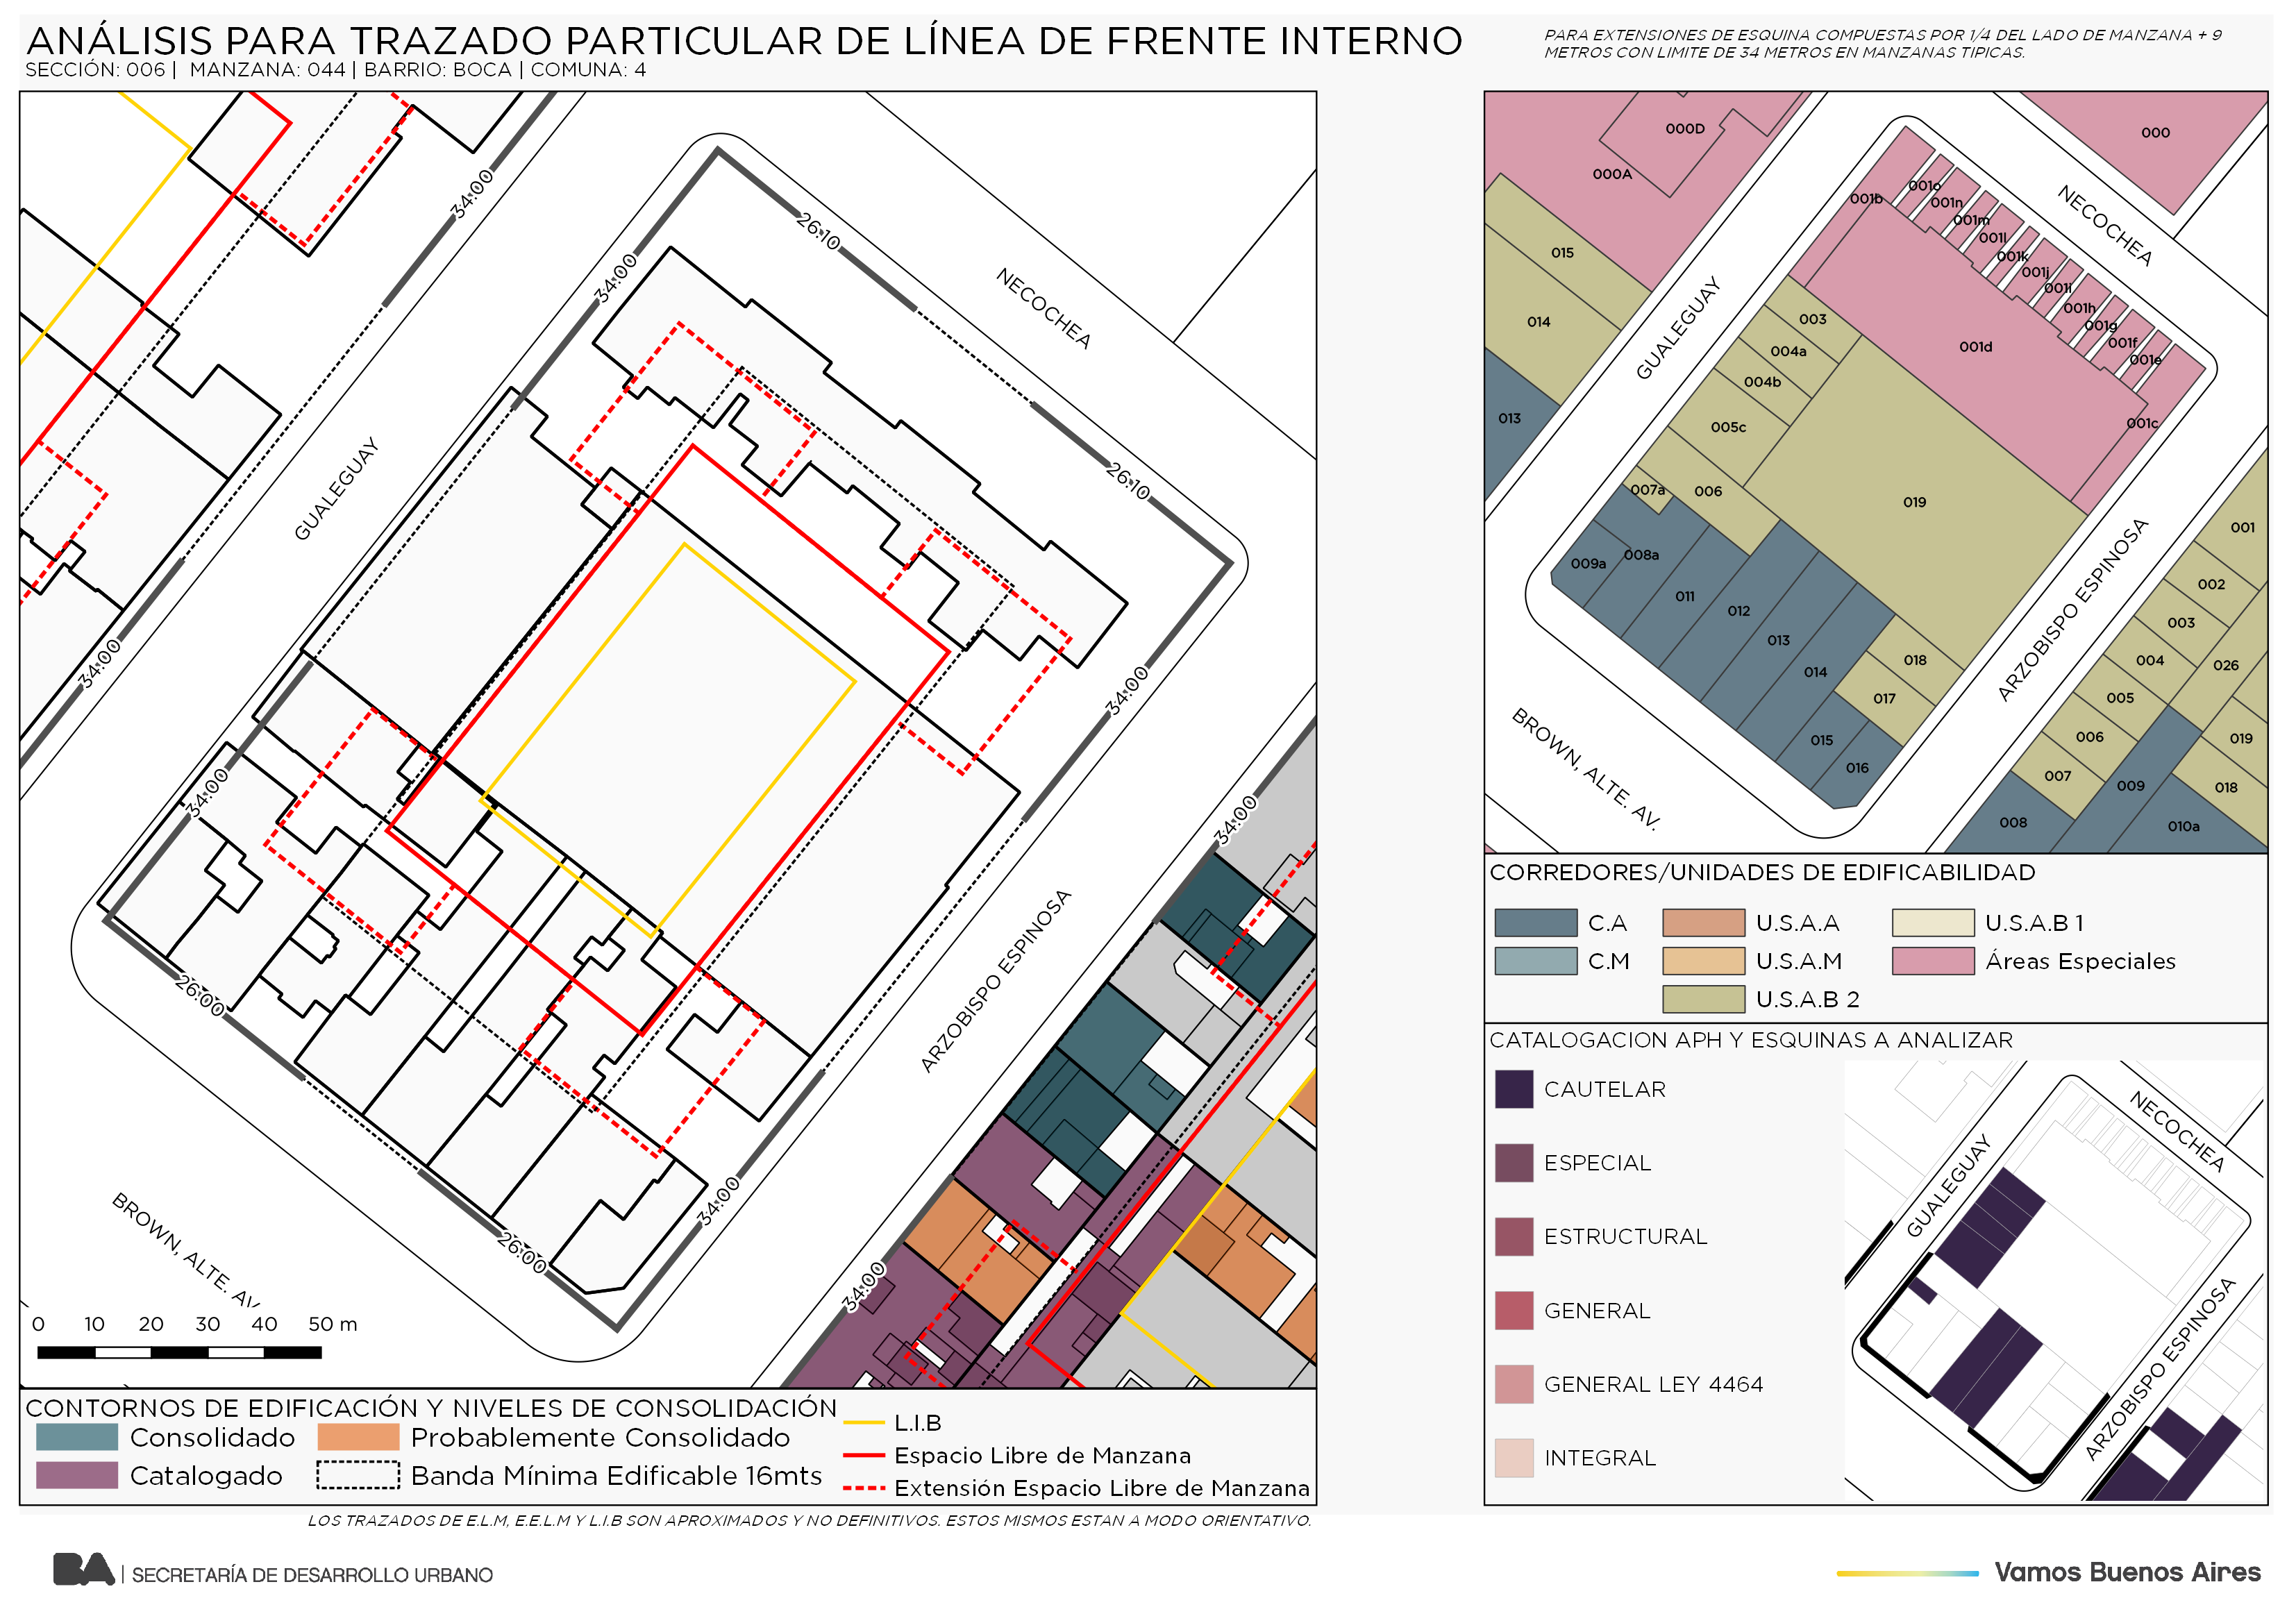 ANÁLISIS PARA TRAZADO PARTICULAR DE LÍNEA DE FRENTE INTERNO
SECCIÓN: 006 | MANZANA: 044 | BARRIO: BOCA | COMUNA: 4
PARA EXTENSIONES DE ESQUINA COMPUESTAS POR 1/4 DEL LADO DE MANZANA + 9
METROS CON LIMITE DE 34 METROS EN MANZANAS TIPICAS.
34:00
34:00
26:10
NECOCHEA
GUALEGUAY
26:10
34:00
34:00
34:00
34:00
26:00
ARZOBISPO ESPINOSA
34:00
26:00
34:00
BROWN, ALTE. AV.
0 10 20 30 40 50 m
CONTORNOS DE EDIFICACIÓN Y NIVELES DE CONSOLIDACIÓN
Consolidado
Probablemente Consolidado
Catalogado
Banda Mínima Edificable 16mts
L.I.B
Espacio Libre de Manzana
Extensión Espacio Libre de Manzana
LOS TRAZADOS DE E.L.M, E.E.L.M Y L.I.B SON APROXIMADOS Y NO DEFINITIVOS. ESTOS MISMOS ESTAN A MODO ORIENTATIVO.
000D
000
000A
001b
001o
001n
001m
001l
001k
001j
001i
001h
001g
001f
001e
001c
001d
NECOCHEA
GUALEGUAY
015
014
013
003
004a
004b
005c
007a
006
019
008a
009a
011
012
013
014
018
017
015
016
ARZOBISPO ESPINOSA
BROWN, ALTE. AV.
001
002
003
004
026
005
006
019
007
009
018
008
010a
CORREDORES/UNIDADES DE EDIFICABILIDAD
C.A
U.S.A.A
U.S.A.B 1
C.M
U.S.A.M
Áreas Especiales
U.S.A.B 2
CATALOGACION APH Y ESQUINAS A ANALIZAR
CAUTELAR
ESPECIAL
ESTRUCTURAL
GENERAL
GENERAL LEY 4464
INTEGRAL
NECOCHEA
GUALEGUAY
ARZOBISPO ESPINOSA
BA | SECRETARÍA DE DESARROLLO URBANO
Vamos Buenos Aires